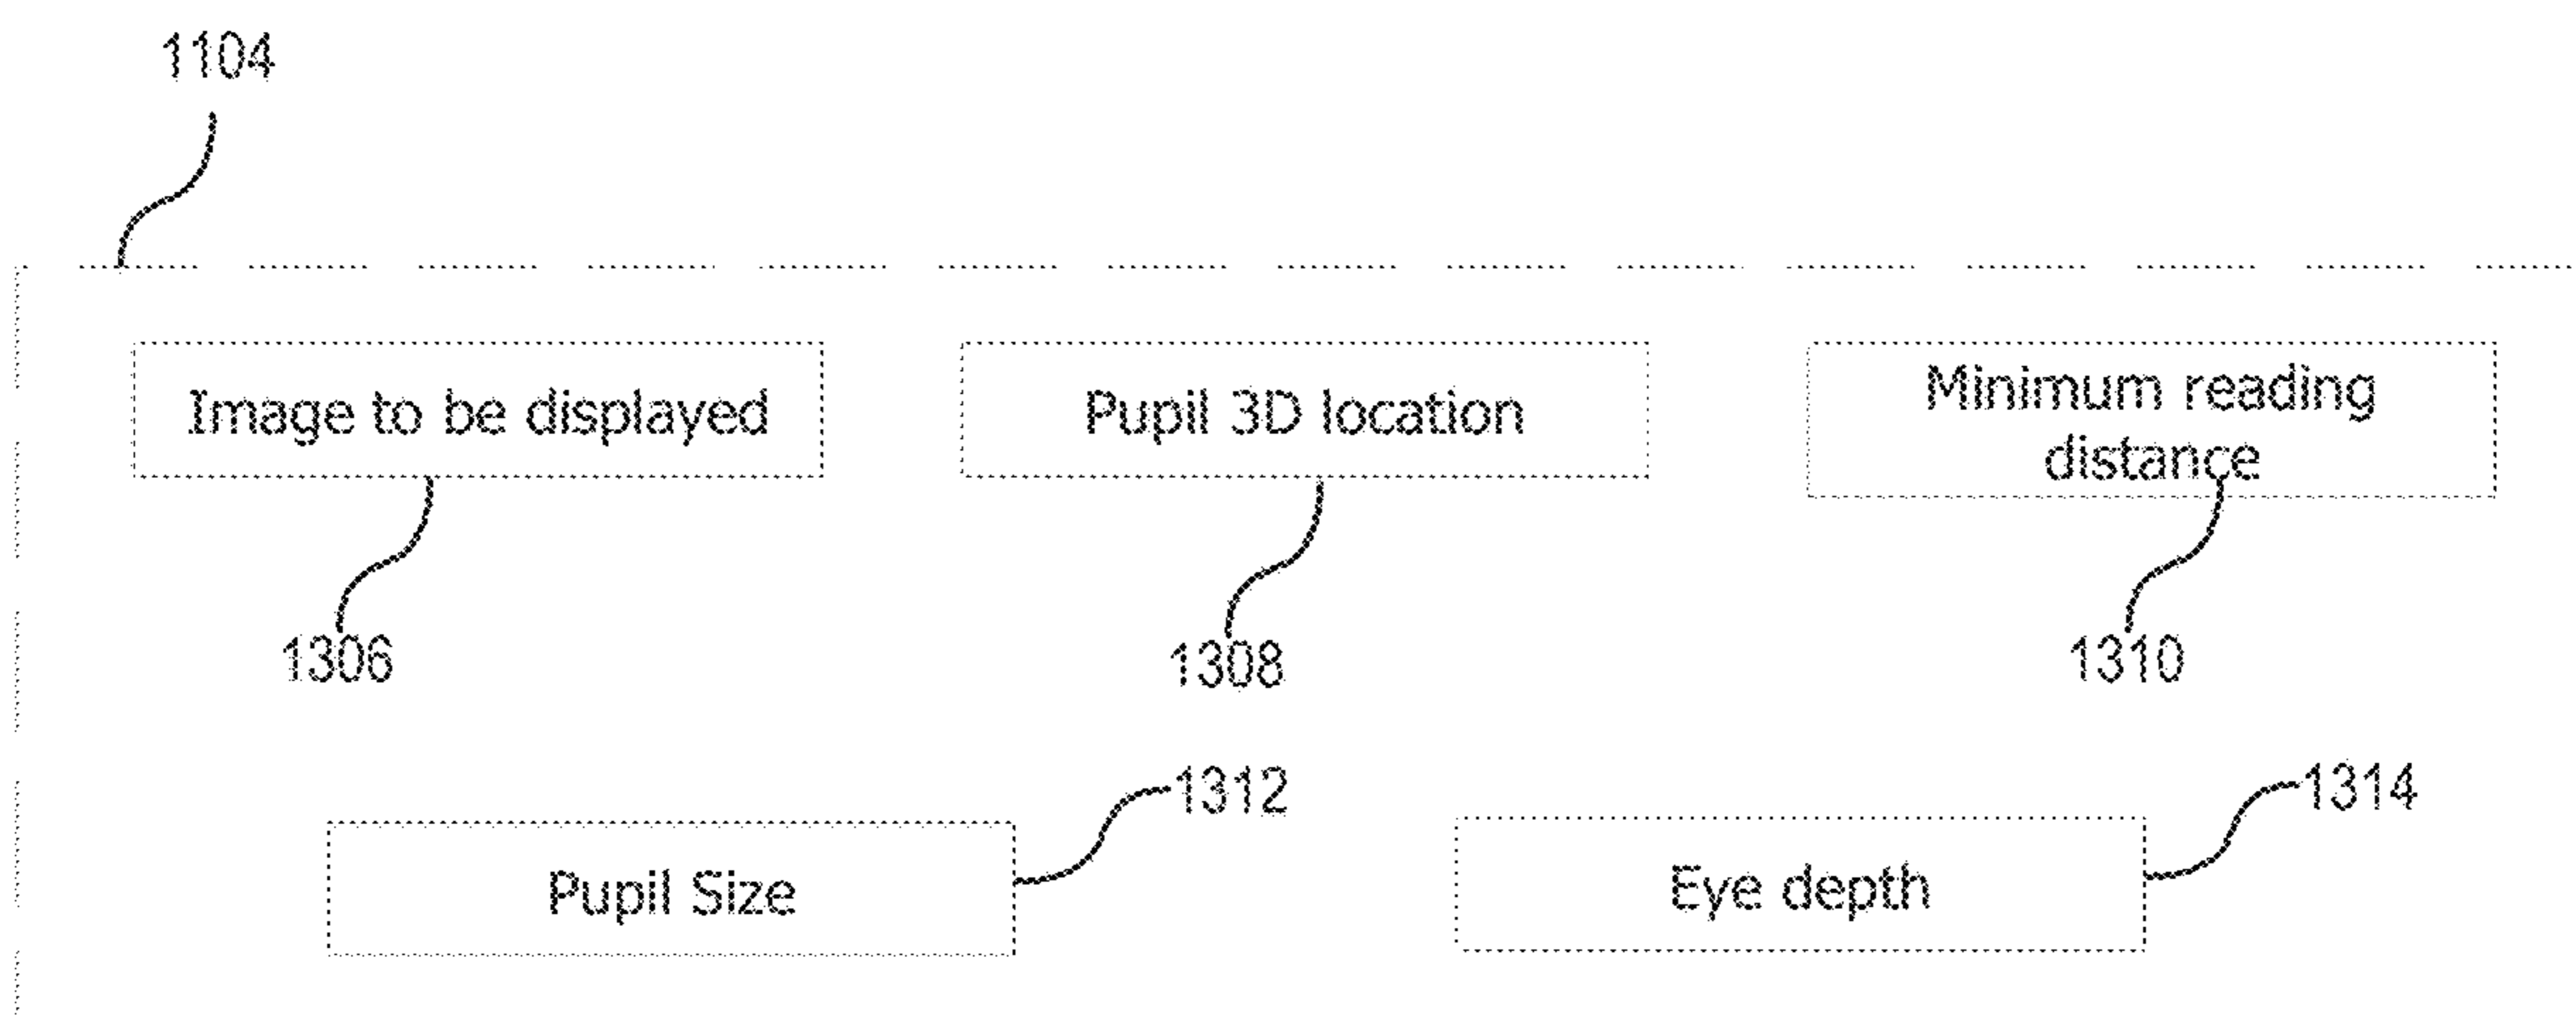 1104
Image to be displayed
Pupil 3D location
Minimum reading
distance
1306
1308
1310
1312
1314
Pupil Size
Eye depth